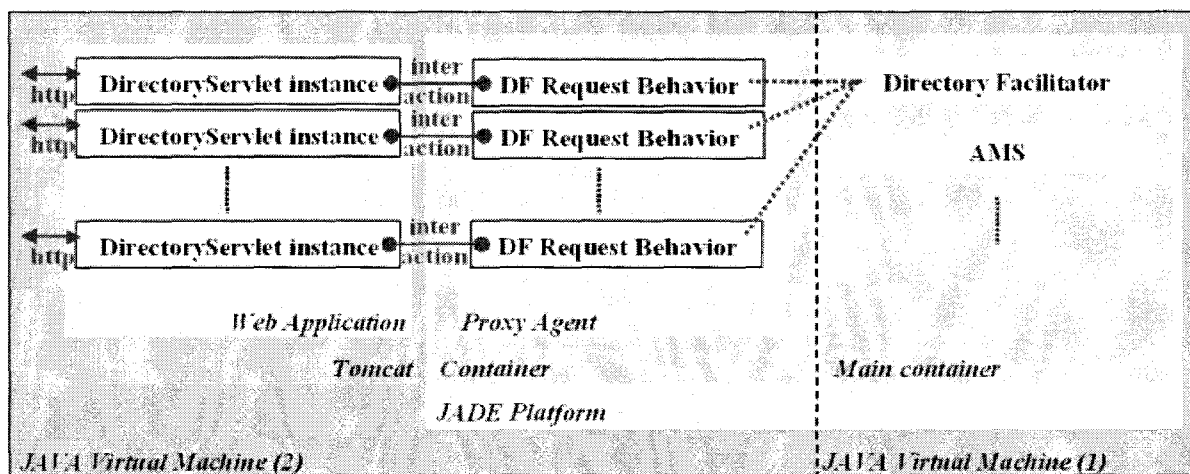 DirectoryServlet instance inter action DF Request Behavior Directory Facilitator
http
DirectoryServlet instance inter action DF Request Behavior
http
AMS
DirectoryServlet instance inter action DF Request Behavior
http
Web Application Proxy Agent
Tomcat Container Main container
JADE Platform
JAVA Virtual Machine (2) JAVA Virtual Machine (1)